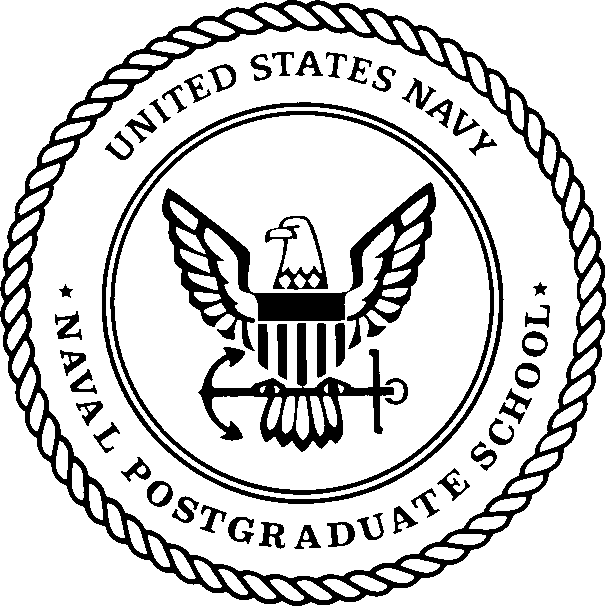 UNITED STATES NAVY
NAVAL POSTGRADUATE SCHOOL